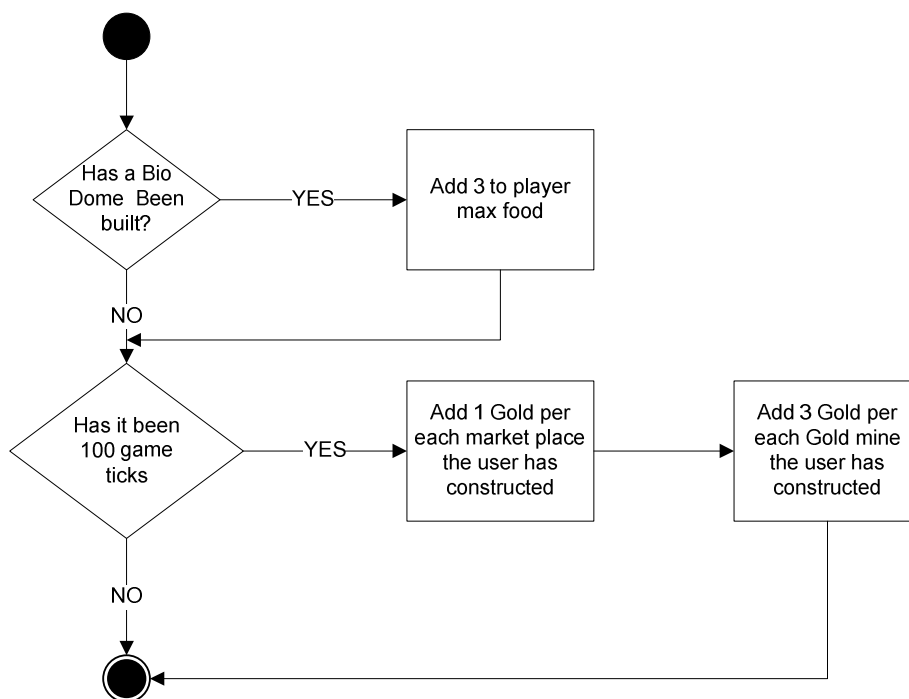 Has a Bio
Dome Been
built?
YES
Add 3 to player
max food
NO
Has it been
100 game
ticks
YES
Add 1 Gold per
each market place
the user has
constructed
Add 3 Gold per
each Gold mine
the user has
constructed
NO